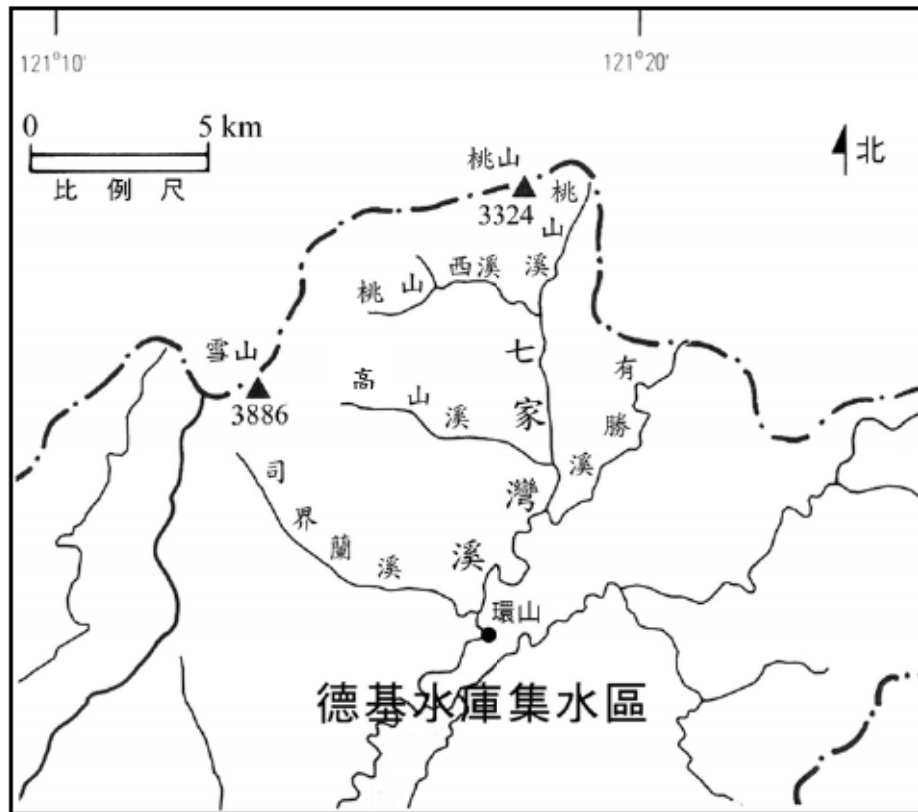 121°10'
121°20'
0 5 km
比例尺
北
桃山
3324
桃山溪
桃山西溪
七家灣溪
有勝溪
雪山
3886
高山溪
司界蘭溪
環山
德基水庫集水區